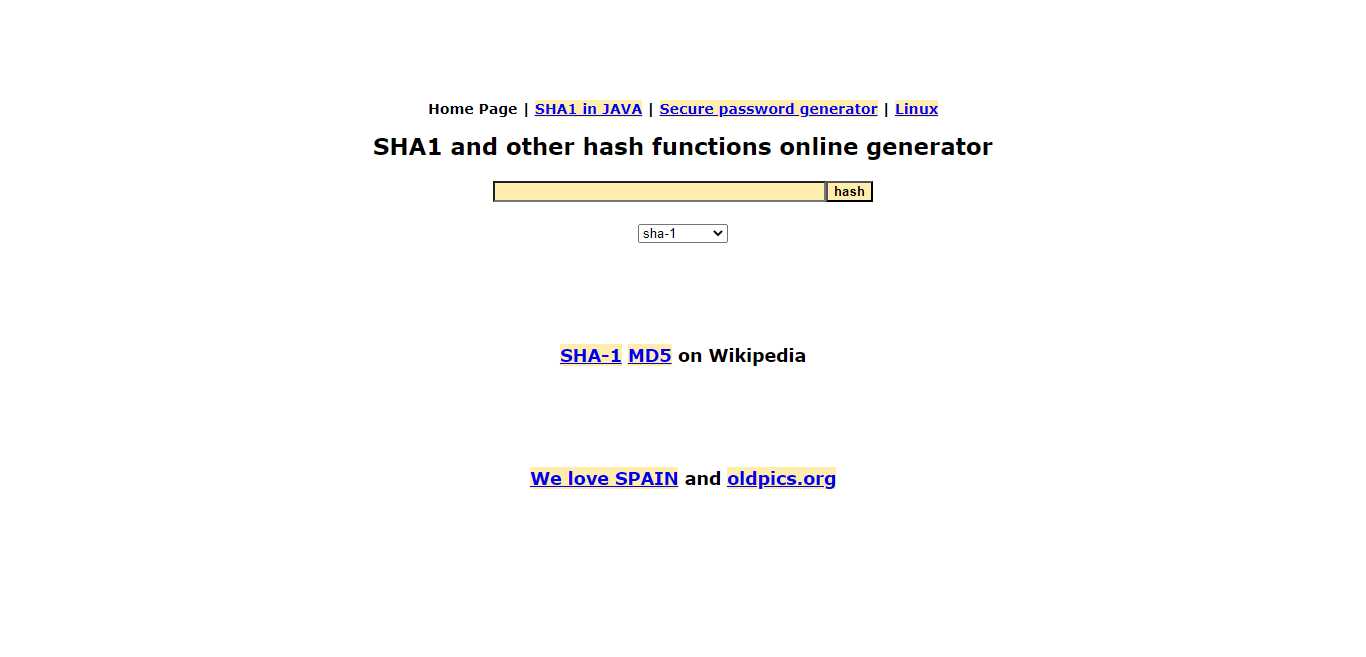 Home Page | SHA1 in JAVA | Secure password generator | Linux
SHA1 and other hash functions online generator
hash
sha-1
SHA-1 MD5 on Wikipedia
We love SPAIN and oldpics.org